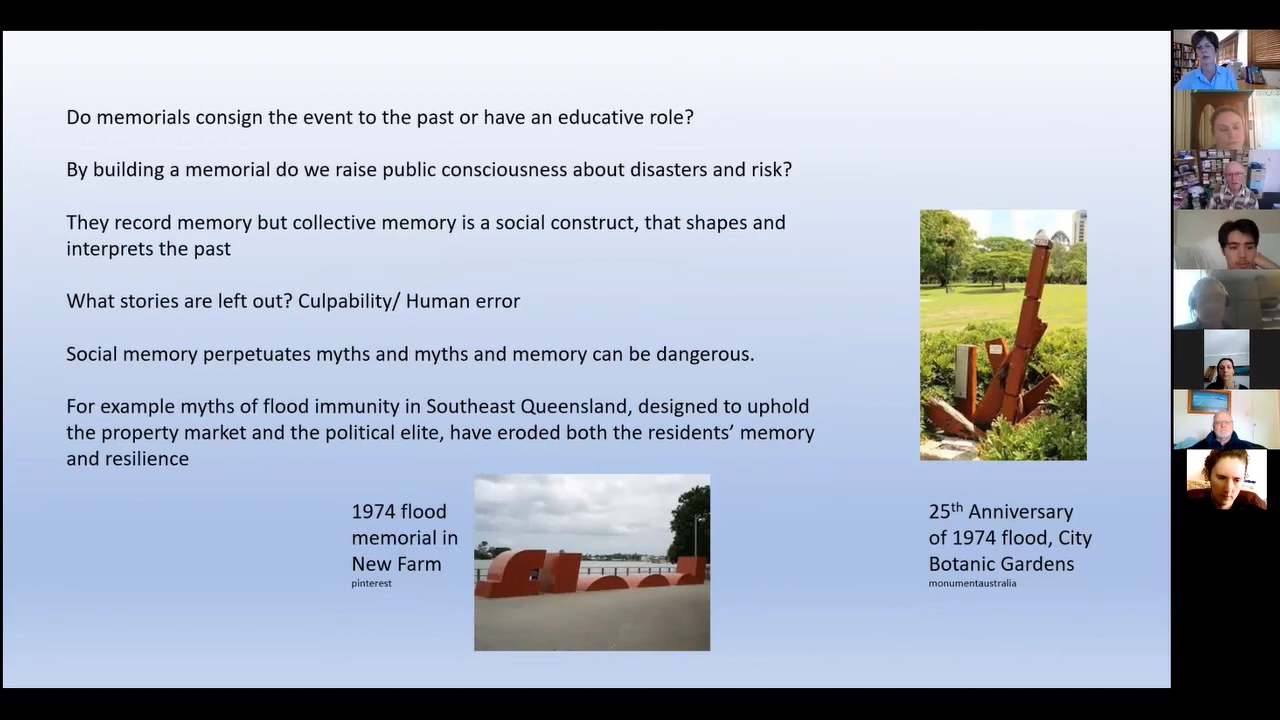 Do memorials consign the event to the past or have an educative role?
By building a memorial do we raise public consciousness about disasters and risk?
They record memory but collective memory is a social construct, that shapes and
interprets the past
What stories are left out? Culpability/ Human error
Social memory perpetuates myths and myths and memory can be dangerous.
For example myths of flood immunity in Southeast Queensland, designed to uphold
the property market and the political elite, have eroded both the residents’ memory
and resilience
1974 flood
memorial in
New Farm
pinterest
Flood
25th Anniversary
of 1974 flood, City
Botanic Gardens
monumentaustralia